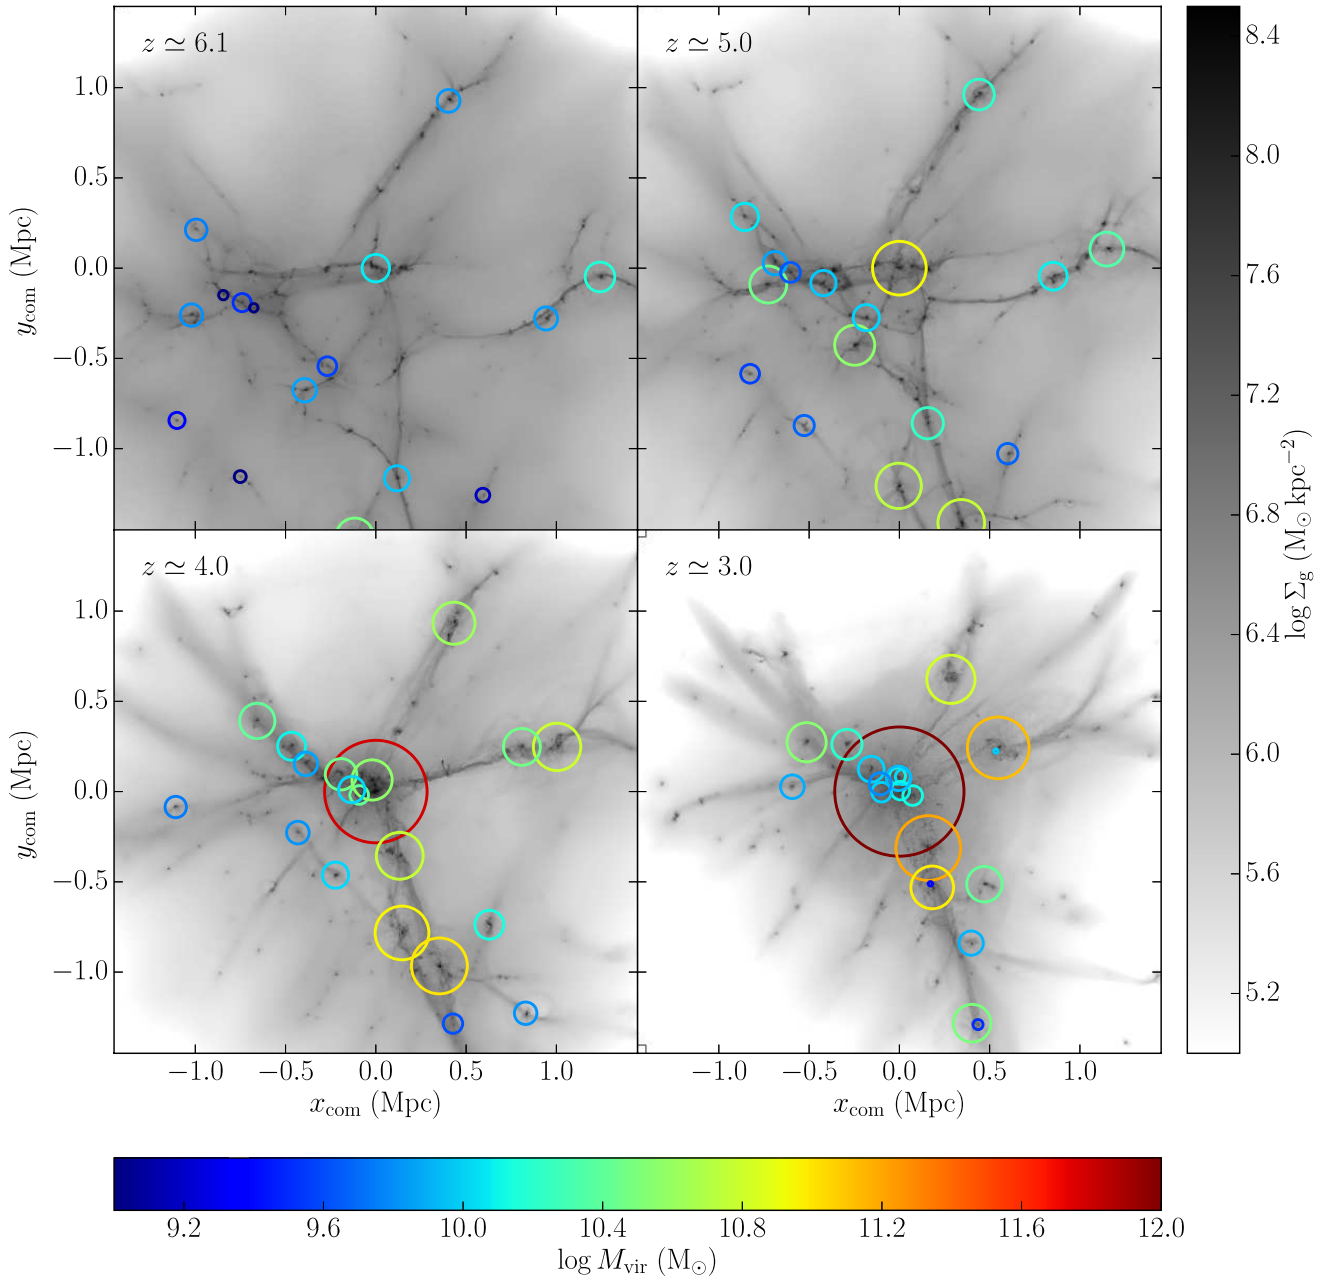 z ≃ 6.1
z ≃ 5.0
1.0
0.5
0.0
−0.5
−1.0
y_com (Mpc)
z ≃ 4.0
z ≃ 3.0
1.0
0.5
0.0
−0.5
−1.0
y_com (Mpc)
−1.0 −0.5 0.0 0.5 1.0
x_com (Mpc)
−1.0 −0.5 0.0 0.5 1.0
x_com (Mpc)
8.4
8.0
7.6
7.2
6.8
6.4
6.0
5.6
5.2
log Σ_g (M_⊙ kpc^−2)
9.2 9.6 10.0 10.4 10.8 11.2 11.6 12.0
log M_vir (M_⊙)